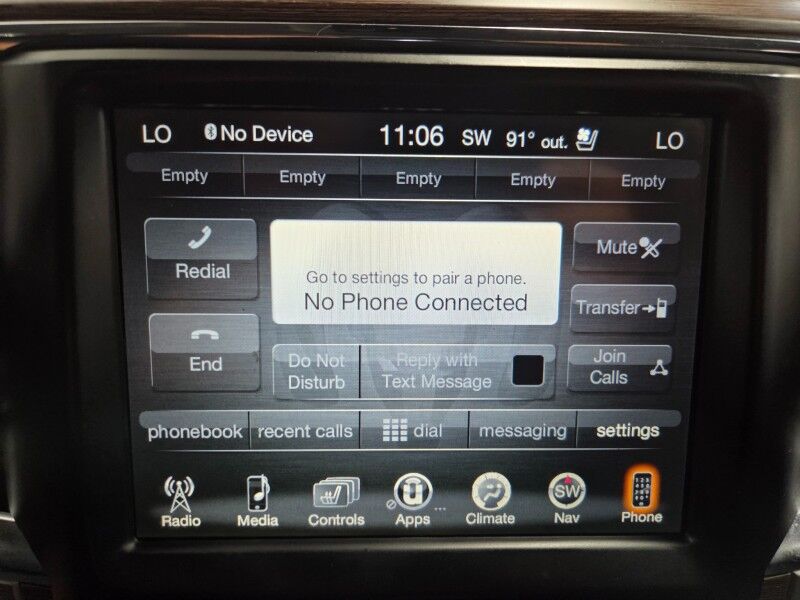 LO No Device 11:06 SW 91° out. LO
Empty Empty Empty Empty Empty
Redial
Go to settings to pair a phone.
No Phone Connected
Mute
Transfer
End
Do Not
Disturb
Reply with
Text Message
Join
Calls
phonebook recent calls dial messaging settings
SW
Radio Media Controls Apps Climate Nav Phone